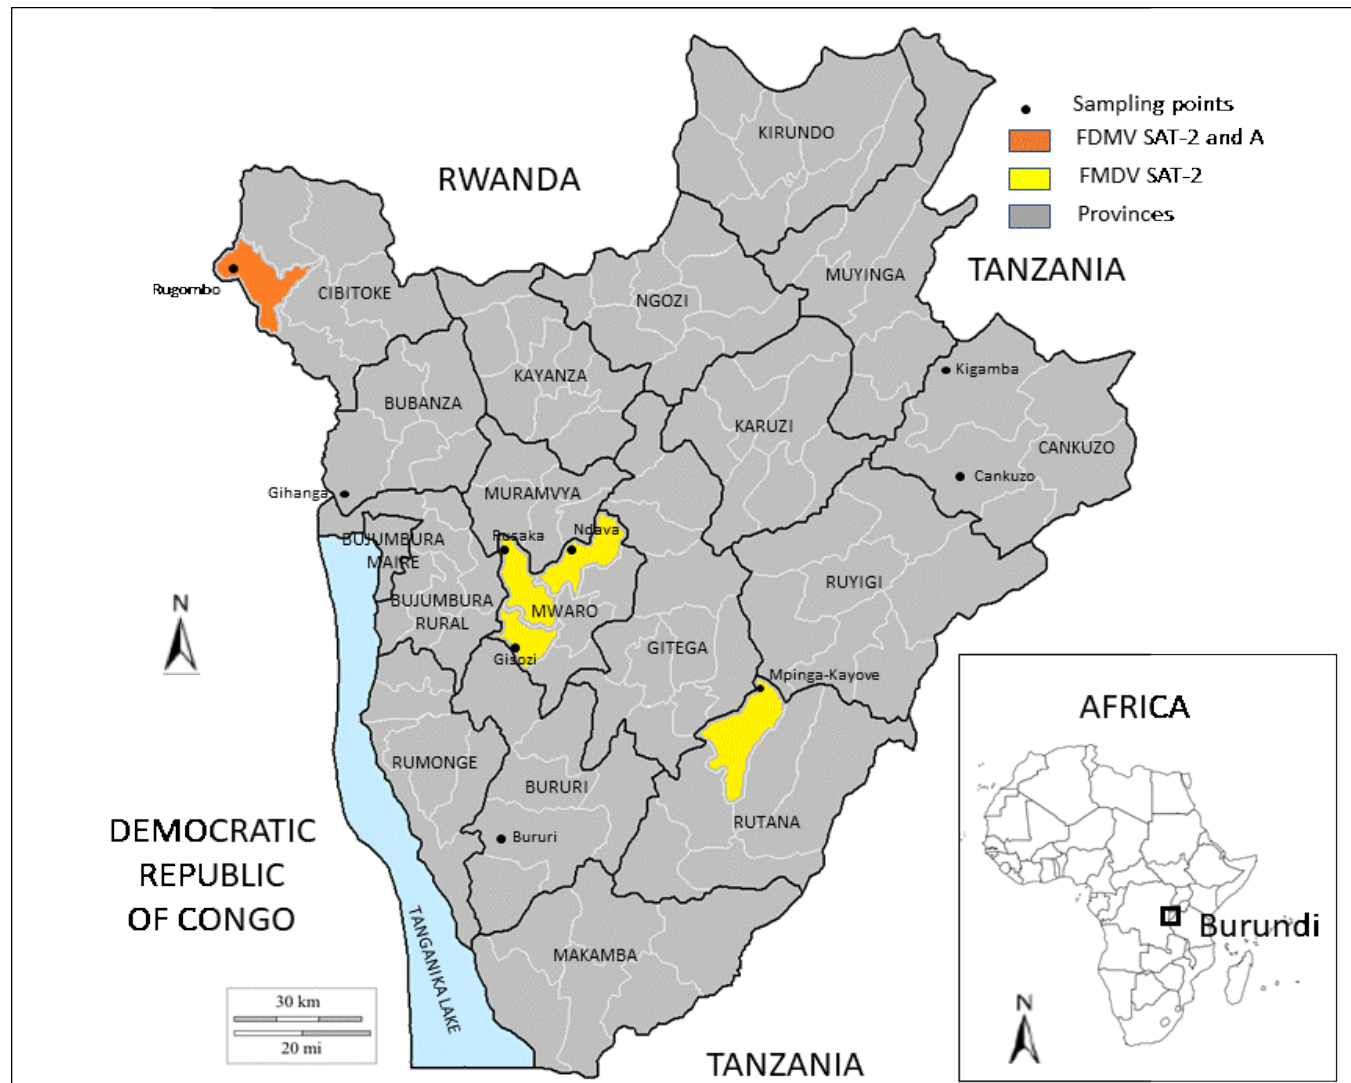 KIRUNDO
Sampling points
FDMV SAT-2 and A
FMDV SAT-2
Provinces
RWANDA
TANZANIA
MUYINGA
Rugombo
CIBITOKE
NGOZI
KAYANZA
Kigamba
BUBANZA
KARUZI
CANKUZO
Cankuzo
Gihanga
MURAMVYA
Rusaka
Ndava
BUJUMBURA
MAIRE
RUYIGI
BUJUMBURA
RURAL
MWARO
N
GITEGA
Gisozi
Mpinga-Kayove
RUMONGE
BURURI
RUTANA
Bururi
DEMOCRATIC
REPUBLIC
OF CONGO
TANGANIKA LAKE
MAKAMBA
30 km
20 mi
TANZANIA
AFRICA
Burundi
N